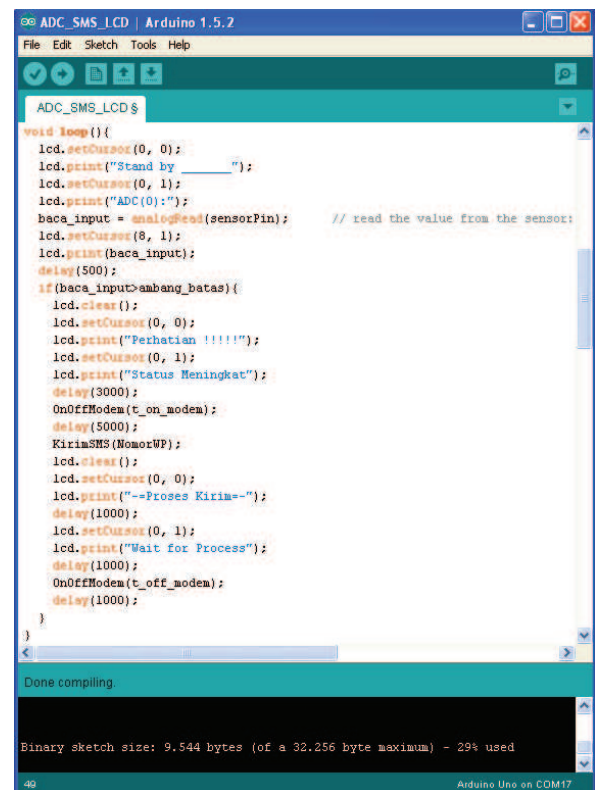 ADC_SMS_LCD | Arduino 1.5.2
File Edit Sketch Tools Help
ADC_SMS_LCD §
void loop(){
lcd.setCursor(0, 0);
lcd.print("Stand by ______");
lcd.setCursor(0, 1);
lcd.print("ADC(0):");
baca_input = analogRead(sensorPin); // read the value from the sensor:
lcd.setCursor(8, 1);
lcd.print(baca_input);
delay(500);
if(baca_input>ambang_batas){
lcd.clear();
lcd.setCursor(0, 0);
lcd.print("Perhatian !!!!!");
lcd.setCursor(0, 1);
lcd.print("Status Meningkat");
delay(3000);
OnOffModem(t_on_modem);
delay(5000);
KirimSMS(NomorWP);
lcd.clear();
lcd.setCursor(0, 0);
lcd.print("-=Proses Kirim=-");
delay(1000);
lcd.setCursor(0, 1);
lcd.print("Wait for Process");
delay(1000);
OnOffModem(t_off_modem);
delay(1000);
}
}
Done compiling.
Binary sketch size: 9.544 bytes (of a 32.256 byte maximum) - 29% used
49 Arduino Uno on COM17